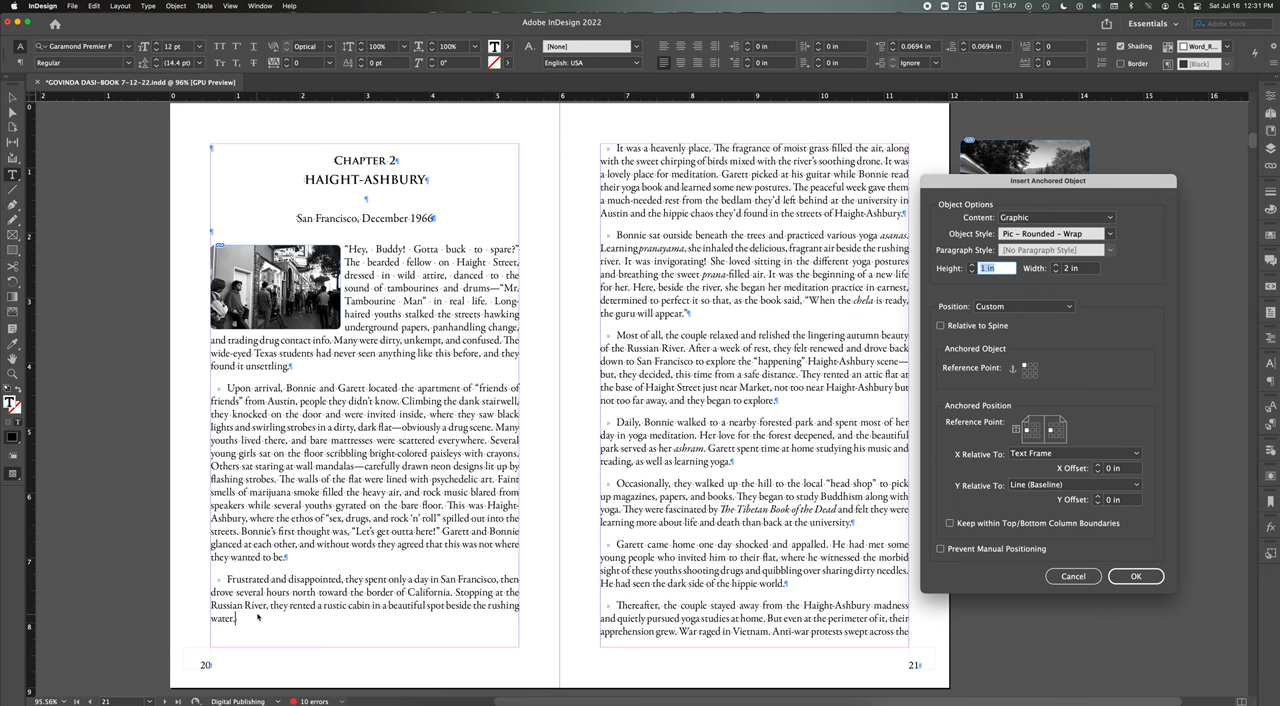 InDesign File Edit Layout Type Object Table View Window Help
1:47 Sat Jul 16 12:31 PM
Adobe InDesign 2022
Essentials
Adobe Stock
A Garamond Premier P 12 pt Optical 100% 100% T A. [None] 0 in 0 in 0.0694 in 0.0694 in 0 Shading Word_R...
Regular (14.4 pt) 0 0 pt 0° English: USA 0 in 0 in Ignore 0 Border [Black]
× *GOVINDA DASI-BOOK 7-12-22.indd @ 96% [GPU Preview]
2 1 0 1 2 3 4 5 6 7 8 9 10 11 12 13 14 15 16
0
1
2
3
4
5
6
7
8
9
Chapter 2¶
HAIGHT-ASHBURY¶
¶
San Francisco, December 1966¶
¶
“Hey, Buddy! Gotta buck to spare?”
The bearded fellow on Haight Street,
dressed in wild attire, danced to the
sound of tambourines and drums—“Mr.
Tambourine Man” in real life. Long-
haired youths stalked the streets hawking
underground papers, panhandling change,
and trading drug contact info. Many were dirty, unkempt, and confused. The
wide-eyed Texas students had never seen anything like this before, and they
found it unsettling.¶
» Upon arrival, Bonnie and Garett located the apartment of “friends of
friends” from Austin, people they didn’t know. Climbing the dank stairwell,
they knocked on the door and were invited inside, where they saw black
lights and swirling strobes in a dirty, dark flat—obviously a drug scene. Many
youths lived there, and bare mattresses were scattered everywhere. Several
young girls sat on the floor scribbling bright-colored paisleys with crayons.
Others sat staring at wall mandalas—carefully drawn neon designs lit up by
flashing strobes. The walls of the flat were lined with psychedelic art. Faint
smells of marijuana smoke filled the heavy air, and rock music blared from
speakers while several youths gyrated on the bare floor. This was Haight-
Ashbury, where the ethos of “sex, drugs, and rock ’n’ roll” spilled out into the
streets. Bonnie’s first thought was, “Let’s get outta here!” Garett and Bonnie
glanced at each other, and without words they agreed that this was not where
they wanted to be.¶
» Frustrated and disappointed, they spent only a day in San Francisco, then
drove several hours north toward the border of California. Stopping at the
Russian River, they rented a rustic cabin in a beautiful spot beside the rushing
water.
20¶
» It was a heavenly place. The fragrance of moist grass filled the air, along
with the sweet chirping of birds mixed with the river’s soothing drone. It was
a lovely place for meditation. Garett picked at his guitar while Bonnie read
their yoga book and learned some new postures. The peaceful week gave them
a much-needed rest from the bedlam they’d left behind at the university in
Austin and the hippie chaos they’d found in the streets of Haight-Ashbury.¶
» Bonnie sat outside beneath the trees and practiced various yoga asanas.
Learning pranayama, she inhaled the delicious, fragrant air beside the rushing
river. It was invigorating! She loved sitting in the different yoga postures
and breathing the sweet prana-filled air. It was the beginning of a new life
for her. Here, beside the river, she began her meditation practice in earnest,
determined to perfect it so that, as the book said, “When the chela is ready,
the guru will appear.”¶
» Most of all, the couple relaxed and relished the lingering autumn beauty
of the Russian River. After a week of rest, they felt renewed and drove back
down to San Francisco to explore the “happening” Haight-Ashbury scene—
but, they decided, this time from a safe distance. They rented an attic flat at
the base of Haight Street just near Market, not too near Haight-Ashbury but
not too far away, and they began to explore.¶
» Daily, Bonnie walked to a nearby forested park and spent most of her
day in yoga meditation. Her love for the forest deepened, and the beautiful
park served as her ashram. Garett spent time at home studying his music and
reading, as well as learning yoga.¶
» Occasionally, they walked up the hill to the local “head shop” to pick
up magazines, papers, and books. They began to study Buddhism along with
yoga. They were fascinated by The Tibetan Book of the Dead and felt they were
learning more about life and death than back at the university.¶
» Garett came home one day shocked and appalled. He had met some
young people who invited him to their flat, where he witnessed the morbid
sight of these youths shooting drugs and quibbling over sharing dirty needles.
He had seen the dark side of the hippie world.¶
» Thereafter, the couple stayed away from the Haight-Ashbury madness
and quietly pursued yoga studies at home. But even at the perimeter of it, their
apprehension grew. War raged in Vietnam. Anti-war protests swept across the
21¶
Insert Anchored Object
Object Options
Content: Graphic
Object Style: Pic – Rounded – Wrap
Paragraph Style: [No Paragraph Style]
Height: 1 in Width: 2 in
Position: Custom
Relative to Spine
Anchored Object
Reference Point:
Anchored Position
Reference Point:
X Relative To: Text Frame
X Offset: 0 in
Y Relative To: Line (Baseline)
Y Offset: 0 in
Keep within Top/Bottom Column Boundaries
Prevent Manual Positioning
Cancel OK
95.56% 21 Digital Publishing 10 errors